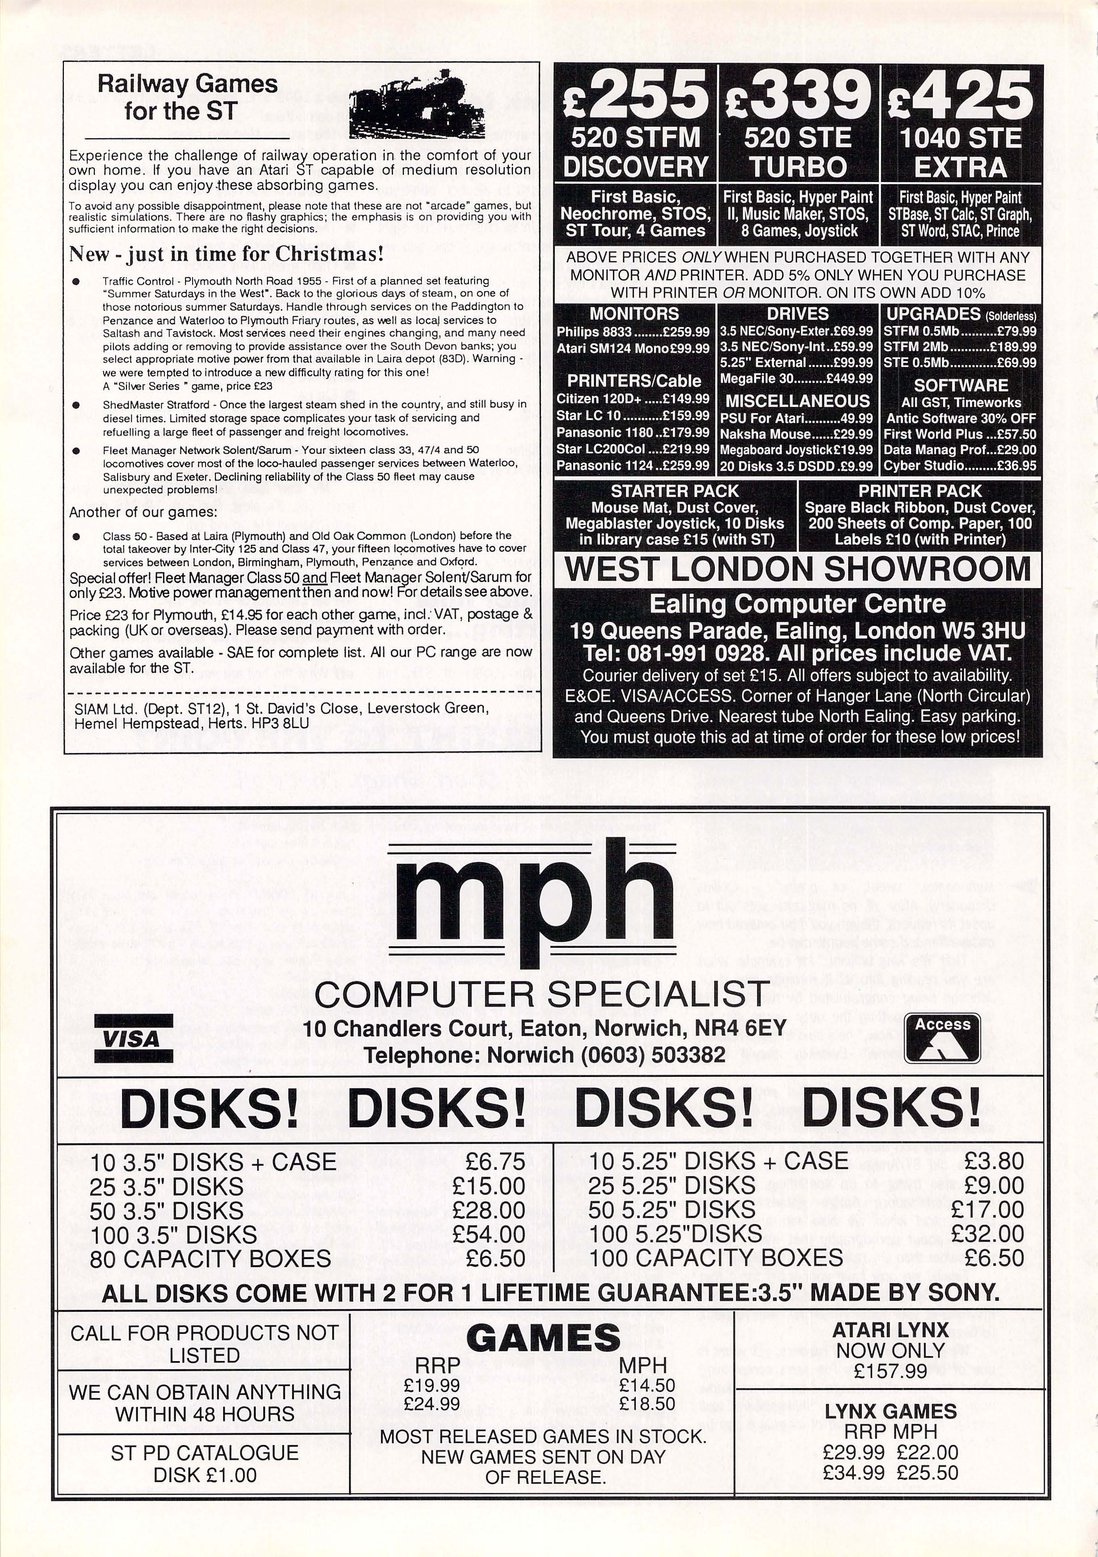 Railway Games
for the ST
Experience the challenge of railway operation in the comfort of your
own home. If you have an Atari ST capable of medium resolution
display you can enjoy these absorbing games.
To avoid any possible disappointment, please note that these are not "arcade" games, but
realistic simulations. There are no flashy graphics; the emphasis is on providing you with
sufficient information to make the right decisions.
New - just in time for Christmas!
● Traffic Control - Plymouth North Road 1955 - First of a planned set featuring
"Summer Saturdays in the West". Back to the glorious days of steam, on one of
those notorious summer Saturdays. Handle through services on the Paddington to
Penzance and Waterloo to Plymouth Friary routes, as well as local services to
Saltash and Tavistock. Most services need their engines changing, and many need
pilots adding or removing to provide assistance over the South Devon banks; you
select appropriate motive power from that available in Laira depot (83D). Warning -
we were tempted to introduce a new difficulty rating for this one!
A "Silver Series " game, price £23
● ShedMaster Stratford - Once the largest steam shed in the country, and still busy in
diesel times. Limited storage space complicates your task of servicing and
refuelling a large fleet of passenger and freight locomotives.
● Fleet Manager Network Solent/Sarum - Your sixteen class 33, 47/4 and 50
locomotives cover most of the loco-hauled passenger services between Waterloo,
Salisbury and Exeter. Declining reliability of the Class 50 fleet may cause
unexpected problems!
Another of our games:
● Class 50 - Based at Laira (Plymouth) and Old Oak Common (London) before the
total takeover by Inter-City 125 and Class 47, your fifteen locomotives have to cover
services between London, Birmingham, Plymouth, Penzance and Oxford.
Special offer! Fleet Manager Class 50 and Fleet Manager Solent/Sarum for
only £23. Motive power management then and now! For details see above.
Price £23 for Plymouth, £14.95 for each other game, incl. VAT, postage &
packing (UK or overseas). Please send payment with order.
Other games available - SAE for complete list. All our PC range are now
available for the ST.
SIAM Ltd. (Dept. ST12), 1 St. David's Close, Leverstock Green,
Hemel Hempstead, Herts. HP3 8LU
£255
520 STFM
DISCOVERY
First Basic,
Neochrome, STOS,
ST Tour, 4 Games
£339
520 STE
TURBO
First Basic, Hyper Paint
II, Music Maker, STOS,
8 Games, Joystick
£425
1040 STE
EXTRA
First Basic, Hyper Paint
STBase, ST Calc, ST Graph,
ST Word, STAC, Prince
ABOVE PRICES ONLY WHEN PURCHASED TOGETHER WITH ANY
MONITOR AND PRINTER. ADD 5% ONLY WHEN YOU PURCHASE
WITH PRINTER OR MONITOR. ON ITS OWN ADD 10%
MONITORS
Philips 8833........£259.99
Atari SM124 Mono£99.99
PRINTERS/Cable
Citizen 120D+.....£149.99
Star LC 10...........£159.99
Panasonic 1180..£179.99
Star LC200Col ....£219.99
Panasonic 1124..£259.99
DRIVES
3.5 NEC/Sony-Exter.£69.99
3.5 NEC/Sony-Int..£59.99
5.25" External......£99.99
MegaFile 30........£449.99
MISCELLANEOUS
PSU For Atari.......49.99
Naksha Mouse.....£29.99
Megaboard Joystick£19.99
20 Disks 3.5 DSDD.£9.99
UPGRADES (Solderless)
STFM 0.5Mb.........£79.99
STFM 2Mb..........£189.99
STE 0.5Mb...........£69.99
SOFTWARE
All GST, Timeworks
Antic Software 30% OFF
First World Plus ...£57.50
Data Manag Prof...£29.00
Cyber Studio.........£36.95
STARTER PACK
Mouse Mat, Dust Cover,
Megablaster Joystick, 10 Disks
in library case £15 (with ST)
PRINTER PACK
Spare Black Ribbon, Dust Cover,
200 Sheets of Comp. Paper, 100
Labels £10 (with Printer)
WEST LONDON SHOWROOM
Ealing Computer Centre
19 Queens Parade, Ealing, London W5 3HU
Tel: 081-991 0928. All prices include VAT.
Courier delivery of set £15. All offers subject to availability.
E&OE. VISA/ACCESS. Corner of Hanger Lane (North Circular)
and Queens Drive. Nearest tube North Ealing. Easy parking.
You must quote this ad at time of order for these low prices!
mph
COMPUTER SPECIALIST
10 Chandlers Court, Eaton, Norwich, NR4 6EY
Telephone: Norwich (0603) 503382
VISA
Access
DISKS! DISKS! DISKS! DISKS!
10 3.5" DISKS + CASE £6.75
25 3.5" DISKS £15.00
50 3.5" DISKS £28.00
100 3.5" DISKS £54.00
80 CAPACITY BOXES £6.50
10 5.25" DISKS + CASE £3.80
25 5.25" DISKS £9.00
50 5.25" DISKS £17.00
100 5.25"DISKS £32.00
100 CAPACITY BOXES £6.50
ALL DISKS COME WITH 2 FOR 1 LIFETIME GUARANTEE:3.5" MADE BY SONY.
CALL FOR PRODUCTS NOT
LISTED
WE CAN OBTAIN ANYTHING
WITHIN 48 HOURS
ST PD CATALOGUE
DISK £1.00
GAMES
RRP MPH
£19.99 £14.50
£24.99 £18.50
MOST RELEASED GAMES IN STOCK.
NEW GAMES SENT ON DAY
OF RELEASE.
ATARI LYNX
NOW ONLY
£157.99
LYNX GAMES
RRP MPH
£29.99 £22.00
£34.99 £25.50